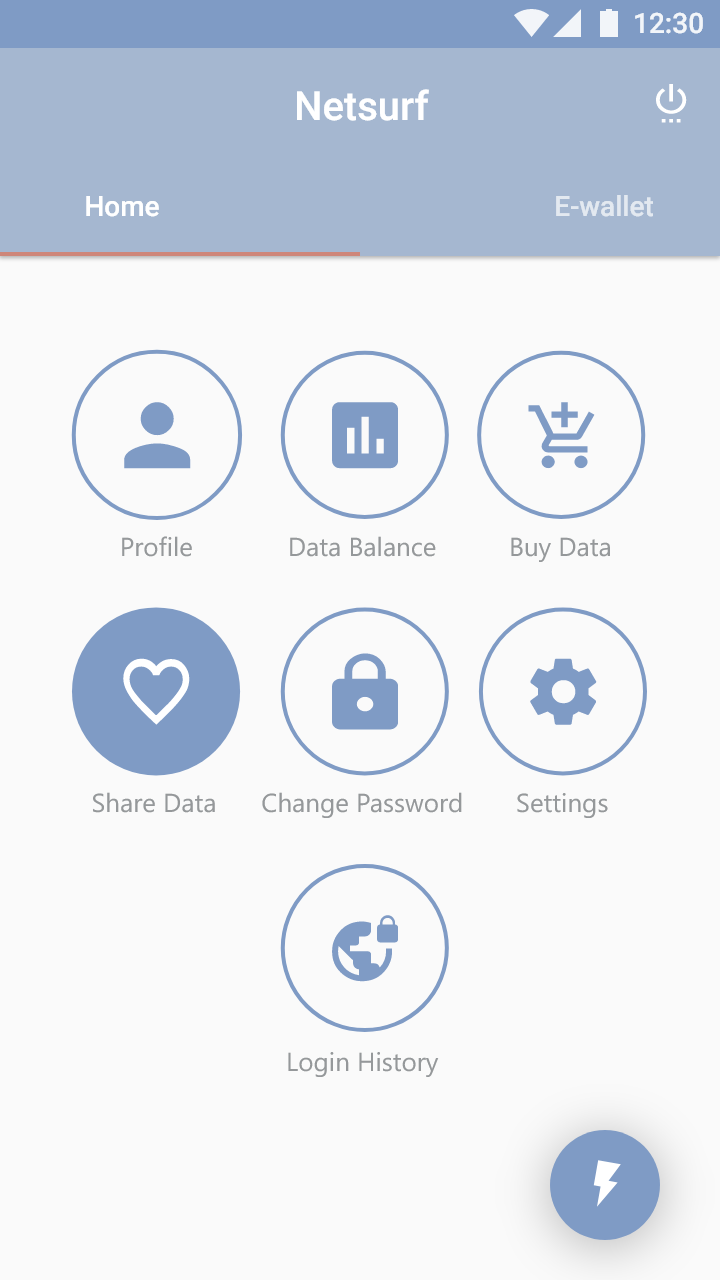 12:30
Netsurf
Home
E-wallet
Profile
Data Balance
Buy Data
Share Data
Change Password
Settings
Login History